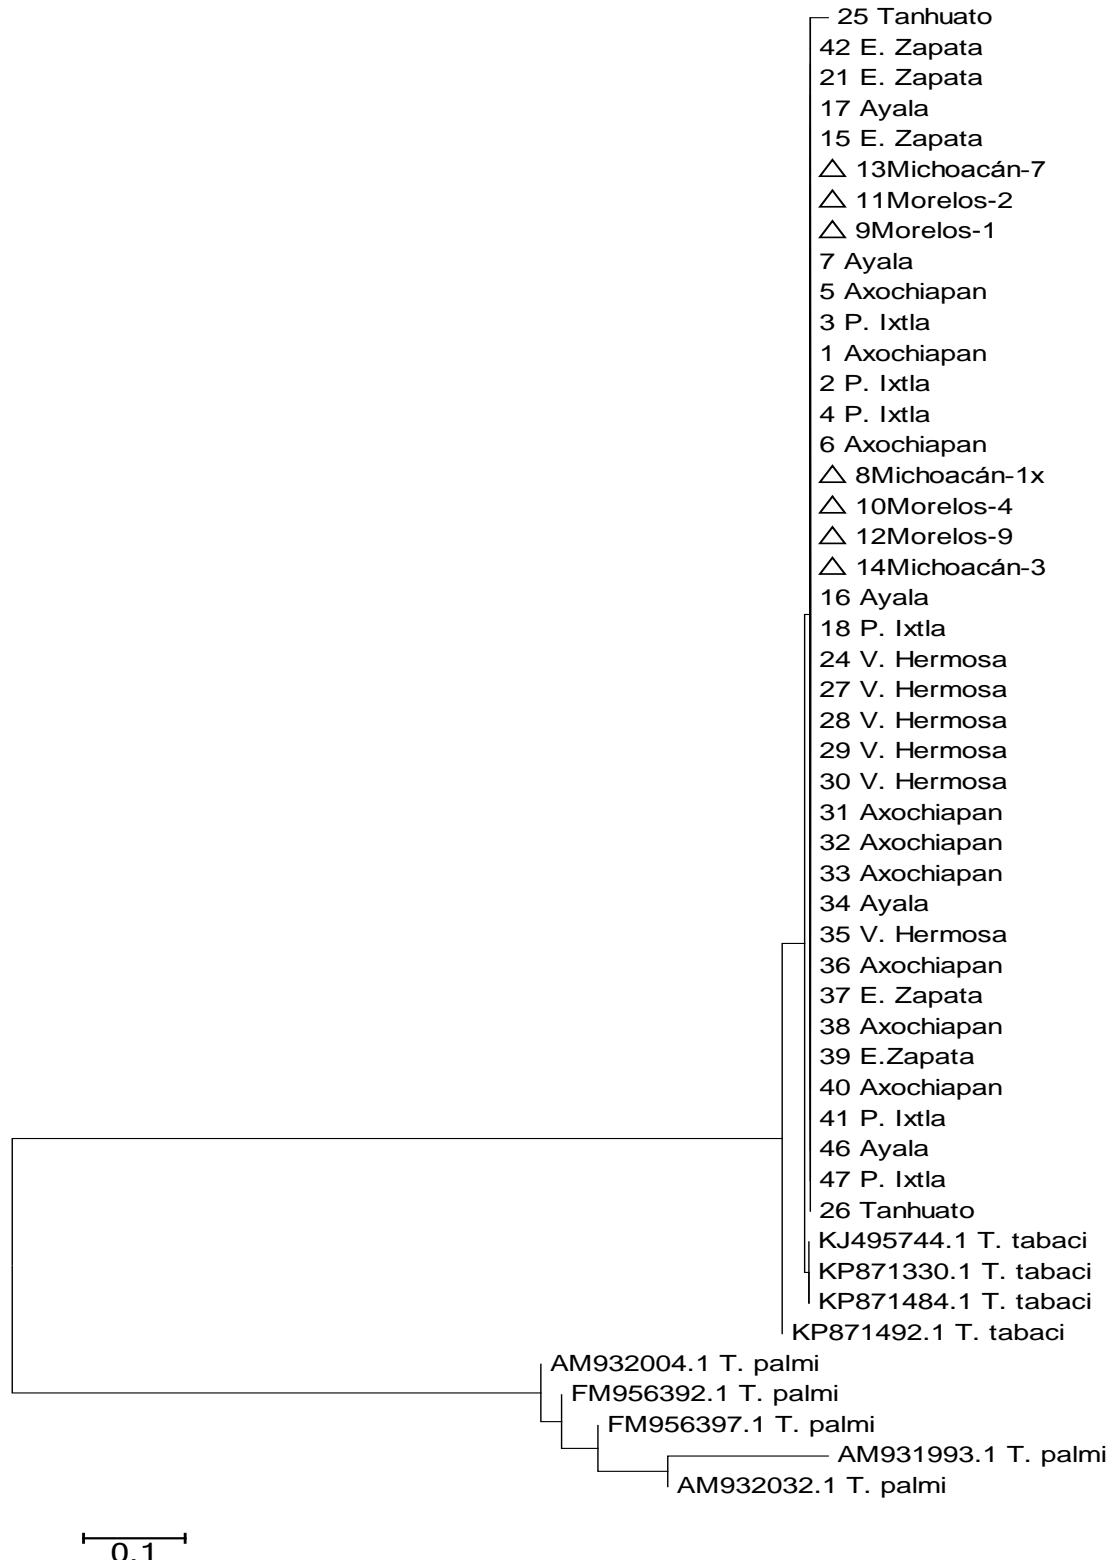 25 Tanhuato
42 E. Zapata
21 E. Zapata
17 Ayala
15 E. Zapata
13Michoacán-7
11Morelos-2
9Morelos-1
7 Ayala
5 Axochiapan
3 P. Ixtla
1 Axochiapan
2 P. Ixtla
4 P. Ixtla
6 Axochiapan
8Michoacán-1x
10Morelos-4
12Morelos-9
14Michoacán-3
16 Ayala
18 P. Ixtla
24 V. Hermosa
27 V. Hermosa
28 V. Hermosa
29 V. Hermosa
30 V. Hermosa
31 Axochiapan
32 Axochiapan
33 Axochiapan
34 Ayala
35 V. Hermosa
36 Axochiapan
37 E. Zapata
38 Axochiapan
39 E.Zapata
40 Axochiapan
41 P. Ixtla
46 Ayala
47 P. Ixtla
26 Tanhuato
KJ495744.1 T. tabaci
KP871330.1 T. tabaci
KP871484.1 T. tabaci
KP871492.1 T. tabaci
AM932004.1 T. palmi
FM956392.1 T. palmi
FM956397.1 T. palmi
AM931993.1 T. palmi
AM932032.1 T. palmi
0.1